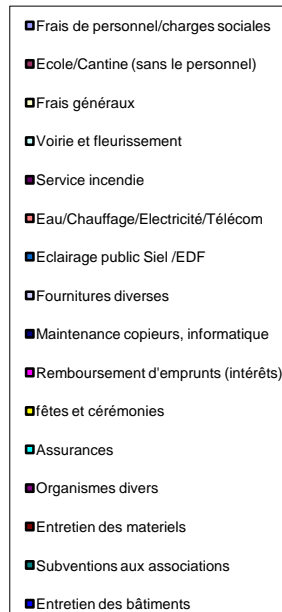 Frais de personnel/charges sociales
Ecole/Cantine (sans le personnel)
Frais généraux
Voirie et fleurissement
Service incendie
Eau/Chauffage/Electricité/Télécom
Eclairage public Siel /EDF
Fournitures diverses
Maintenance copieurs, informatique
Remboursement d'emprunts (intérêts)
fêtes et cérémonies
Assurances
Organismes divers
Entretien des materiels
Subventions aux associations
Entretien des bâtiments